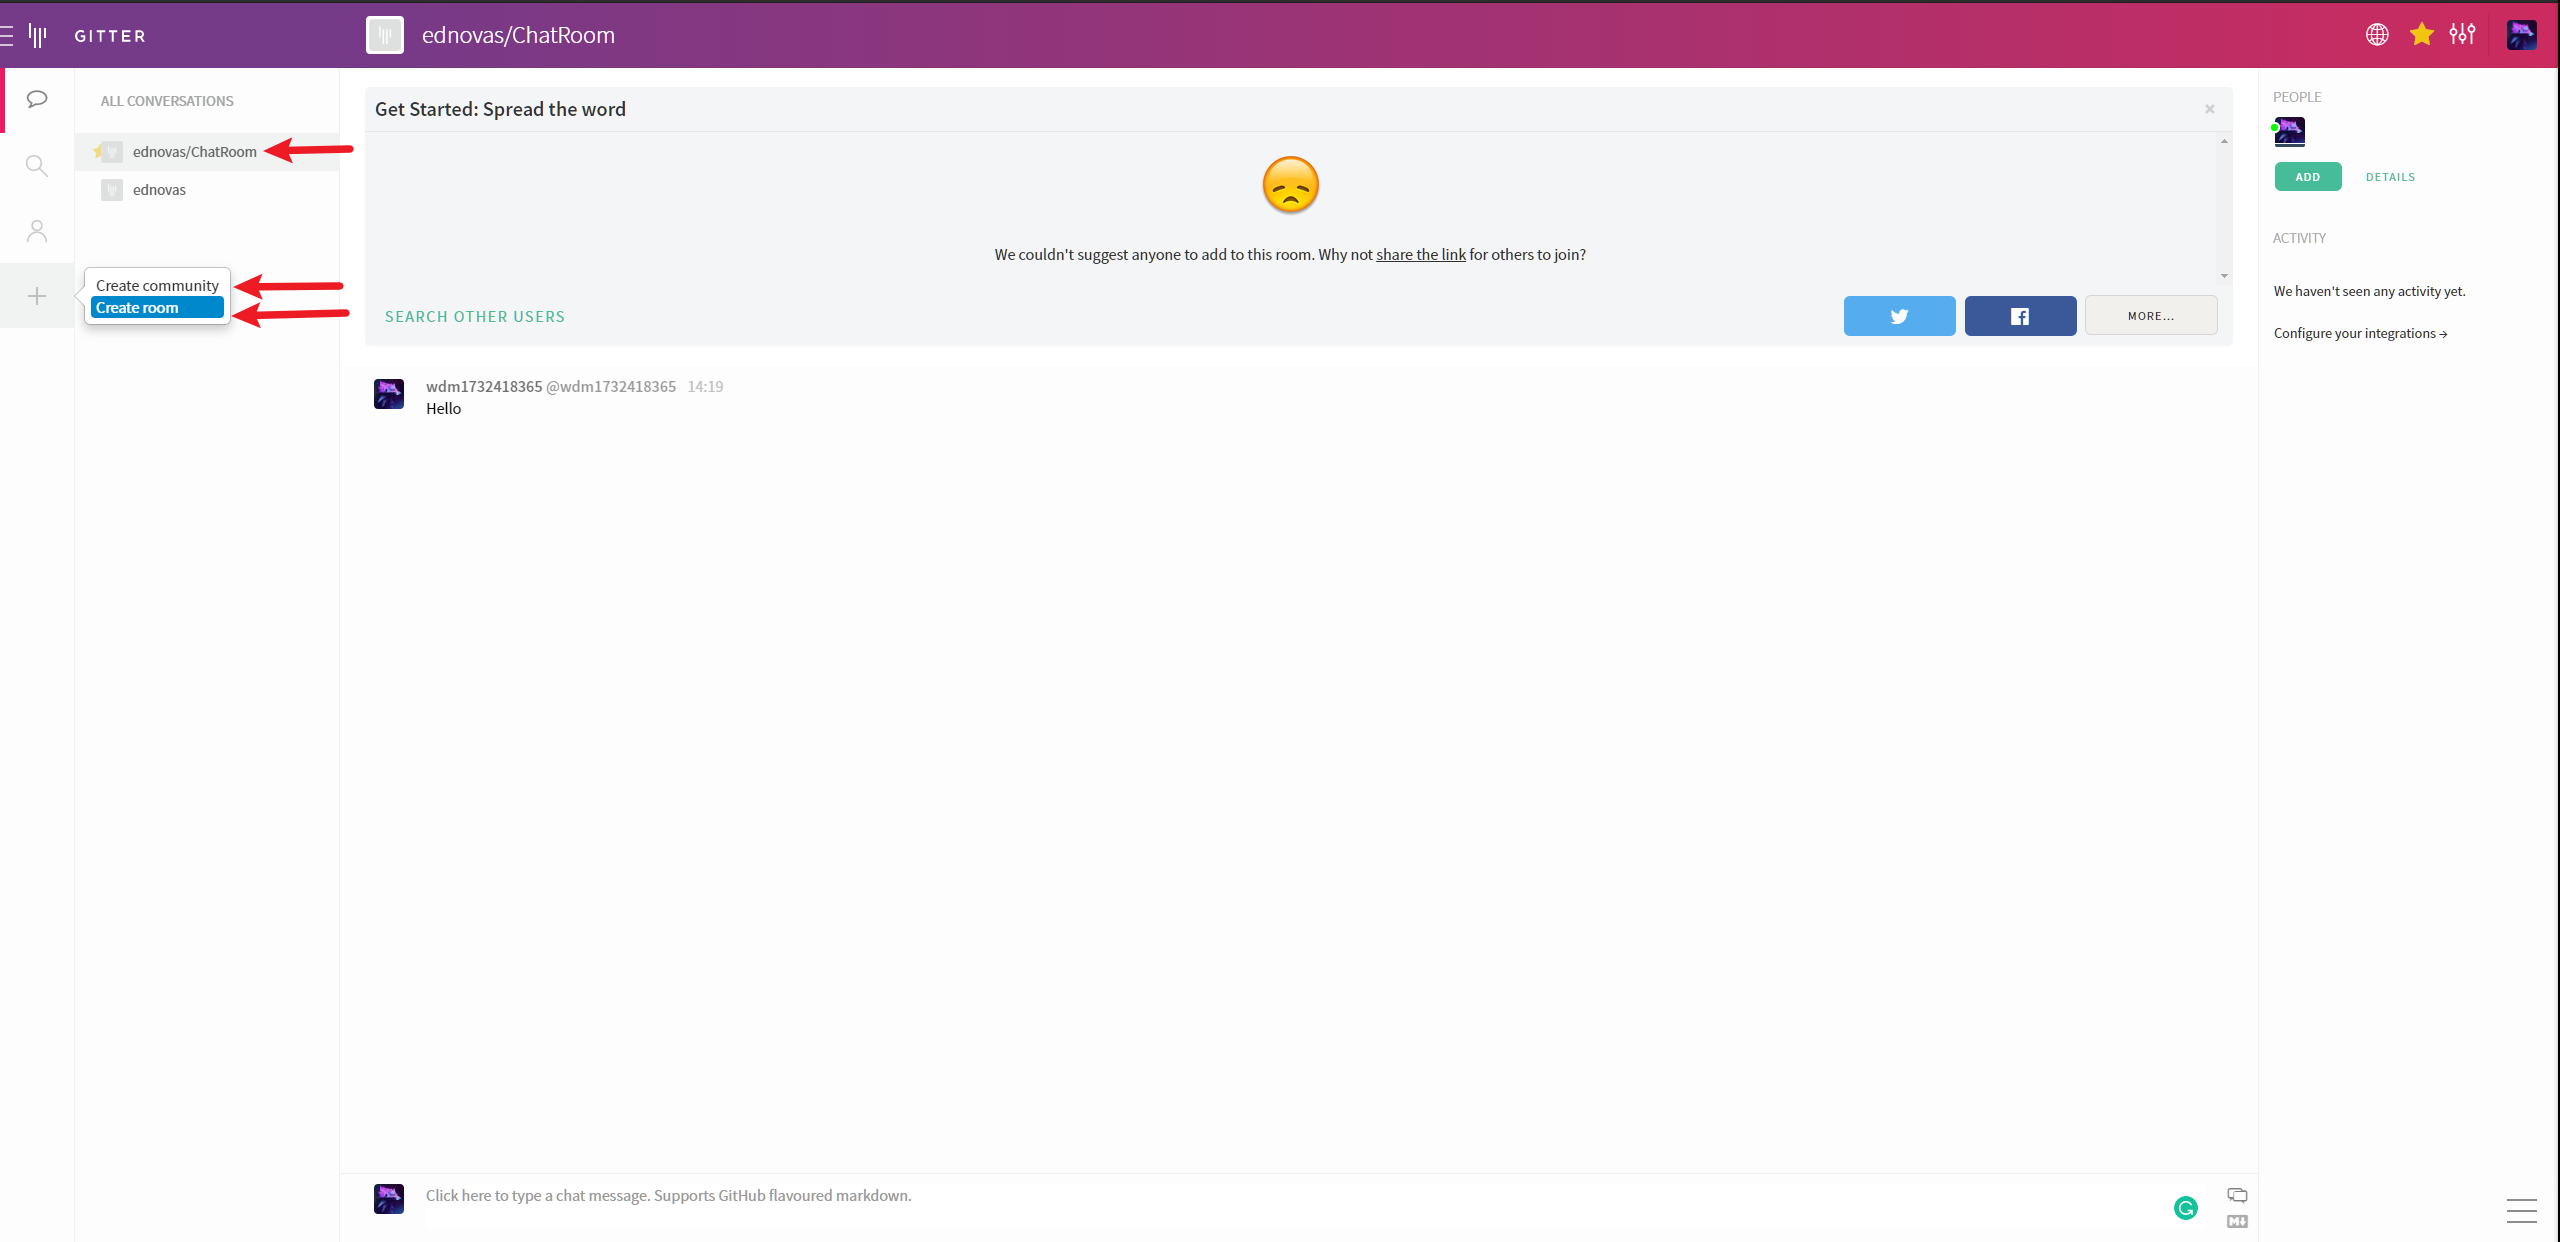 GITTER
ednovas/ChatRoom
ALL CONVERSATIONS
ednovas/ChatRoom
ednovas
Create community
Create room
Get Started: Spread the word
×
We couldn't suggest anyone to add to this room. Why not share the link for others to join?
SEARCH OTHER USERS
MORE...
wdm1732418365 @wdm1732418365 14:19
Hello
Click here to type a chat message. Supports GitHub flavoured markdown.
PEOPLE
ADD DETAILS
ACTIVITY
We haven't seen any activity yet.
Configure your integrations →